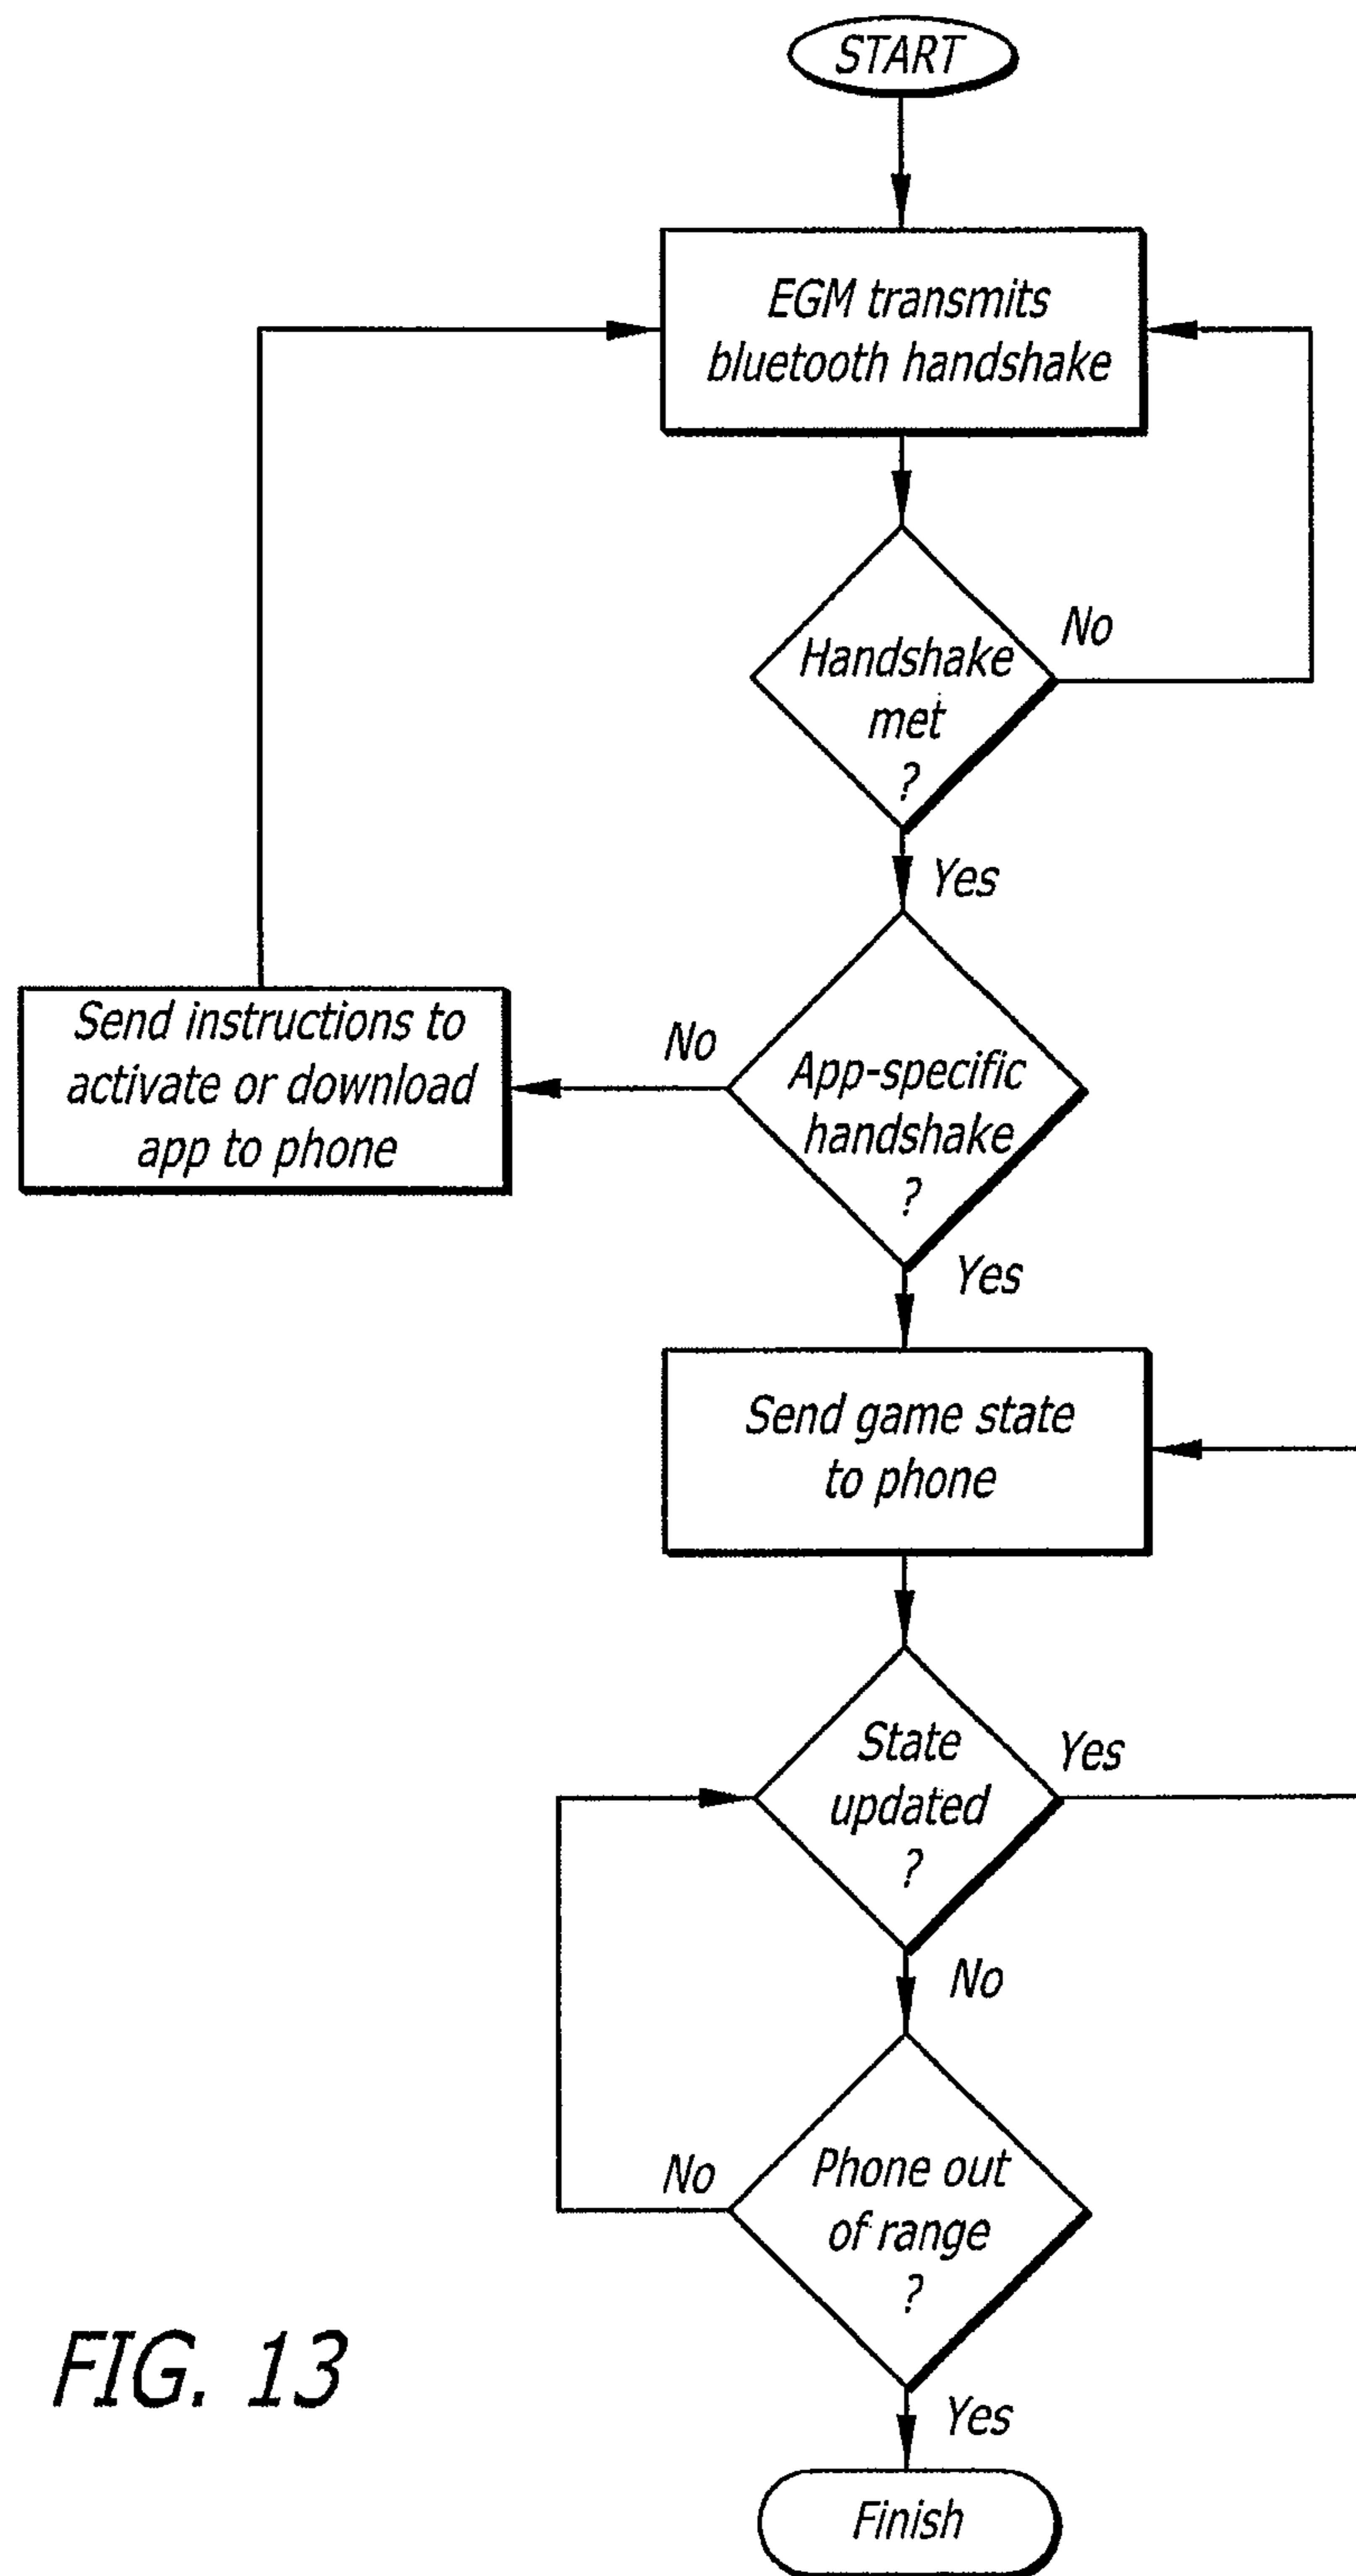 START
EGM transmits
bluetooth handshake
Handshake
met
?
No
Yes
App-specific
handshake
?
No
Send instructions to
activate or download
app to phone
Yes
Send game state
to phone
State
updated
?
Yes
No
Phone out
of range
?
No
Yes
Finish
FIG. 13